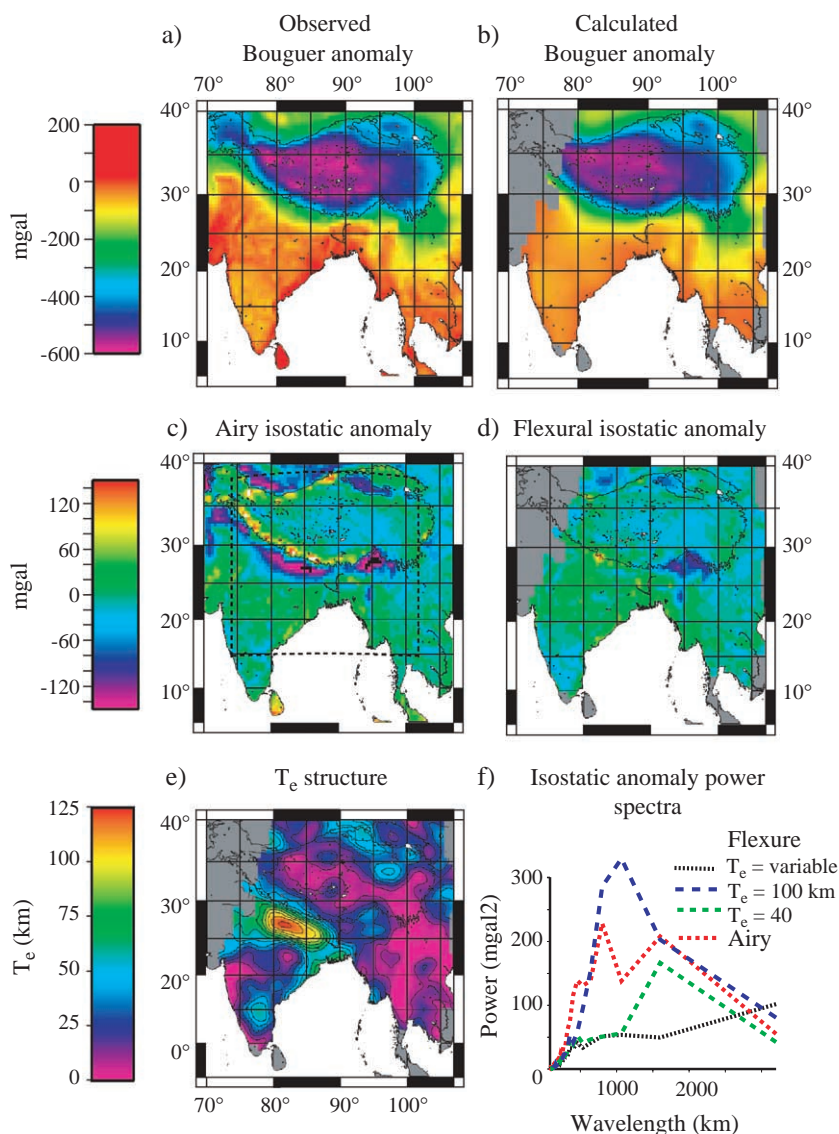 a) Observed Bouguer anomaly
b) Calculated Bouguer anomaly
70° 80° 90° 100°
70° 80° 90° 100°
mgal
200
0
-200
-400
-600
40°
30°
20°
10°
40°
30°
20°
10°
c) Airy isostatic anomaly
d) Flexural isostatic anomaly
mgal
120
60
0
-60
-120
40°
30°
20°
10°
40°
30°
20°
10°
e) Te structure
Te (km)
125
100
75
50
25
0
40°
30°
20°
0°
70° 80° 90° 100°
f) Isostatic anomaly power spectra
Flexure
Te = variable
Te = 100 km
Te = 40
Airy
Power (mgal2)
300
200
100
0
1000 2000
Wavelength (km)